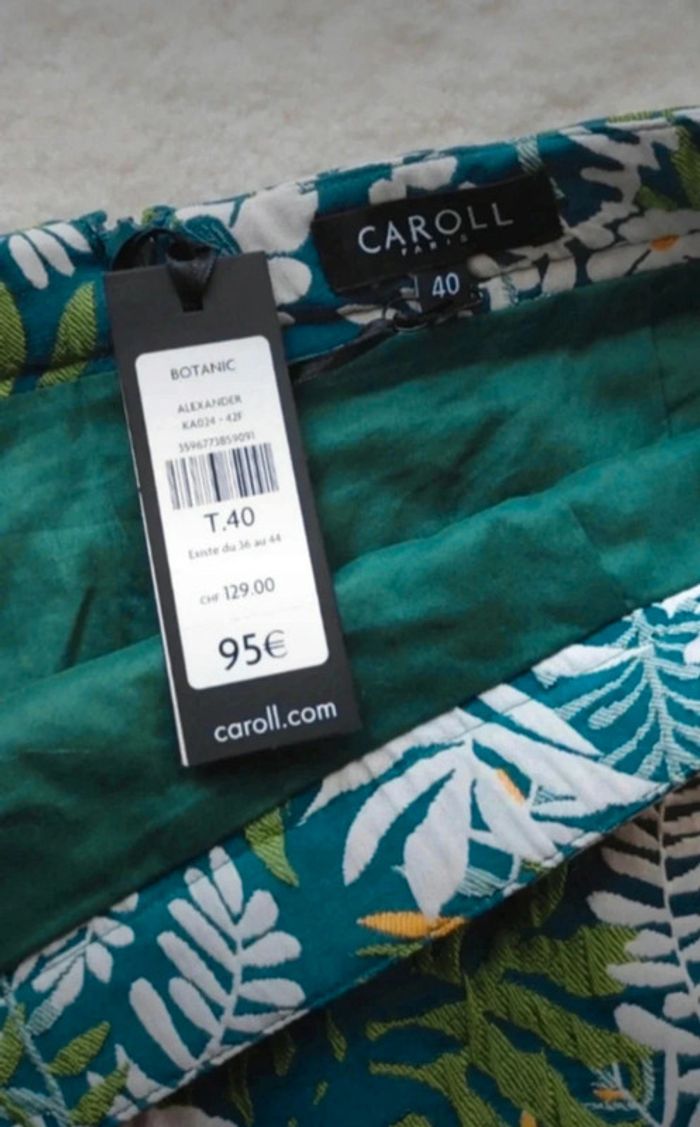 CAROLL
PARIS
40
BOTANIC
ALEXANDER
KA024 - 42F
3596773859091
T.40
Existe du 36 au 44
CHF 129.00
95€
caroll.com